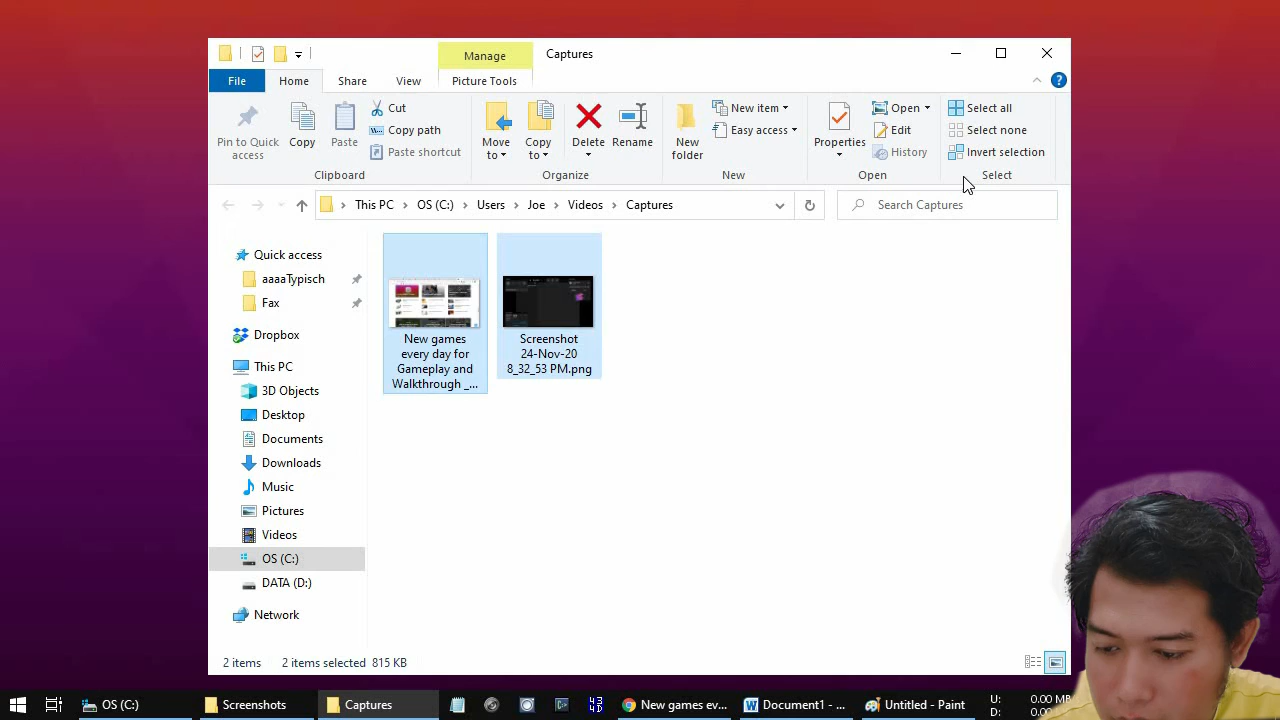 Manage
Captures
File
Home
Share
View
Picture Tools
Pin to Quick
access
Copy
Paste
Cut
Copy path
Paste shortcut
Clipboard
Move
to
Copy
to
Delete
Rename
Organize
New
folder
New item
Easy access
New
Properties
Open
Edit
History
Open
Select all
Select none
Invert selection
Select
This PC
OS (C:)
Users
Joe
Videos
Captures
Search Captures
Quick access
aaaaTypisch
Fax
Dropbox
This PC
3D Objects
Desktop
Documents
Downloads
Music
Pictures
Videos
OS (C:)
DATA (D:)
Network
New games
every day for
Gameplay and
Walkthrough _...
Screenshot
24-Nov-20
8_32_53 PM.png
2 items
2 items selected
815 KB
OS (C:)
Screenshots
Captures
New games ev...
Document1 - ...
Untitled - Paint
U:
D:
0.00 MB